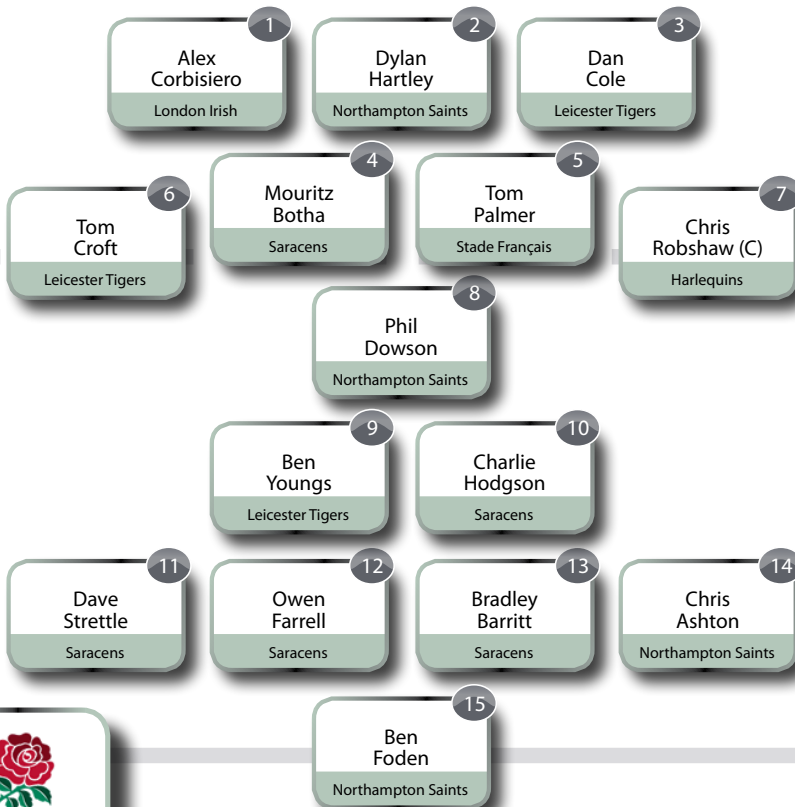 1
Alex
Corbisiero
London Irish
2
Dylan
Hartley
Northampton Saints
3
Dan
Cole
Leicester Tigers
4
Mouritz
Botha
Saracens
5
Tom
Palmer
Stade Français
6
Tom
Croft
Leicester Tigers
7
Chris
Robshaw (C)
Harlequins
8
Phil
Dowson
Northampton Saints
9
Ben
Youngs
Leicester Tigers
10
Charlie
Hodgson
Saracens
11
Dave
Strettle
Saracens
12
Owen
Farrell
Saracens
13
Bradley
Barritt
Saracens
14
Chris
Ashton
Northampton Saints
15
Ben
Foden
Northampton Saints